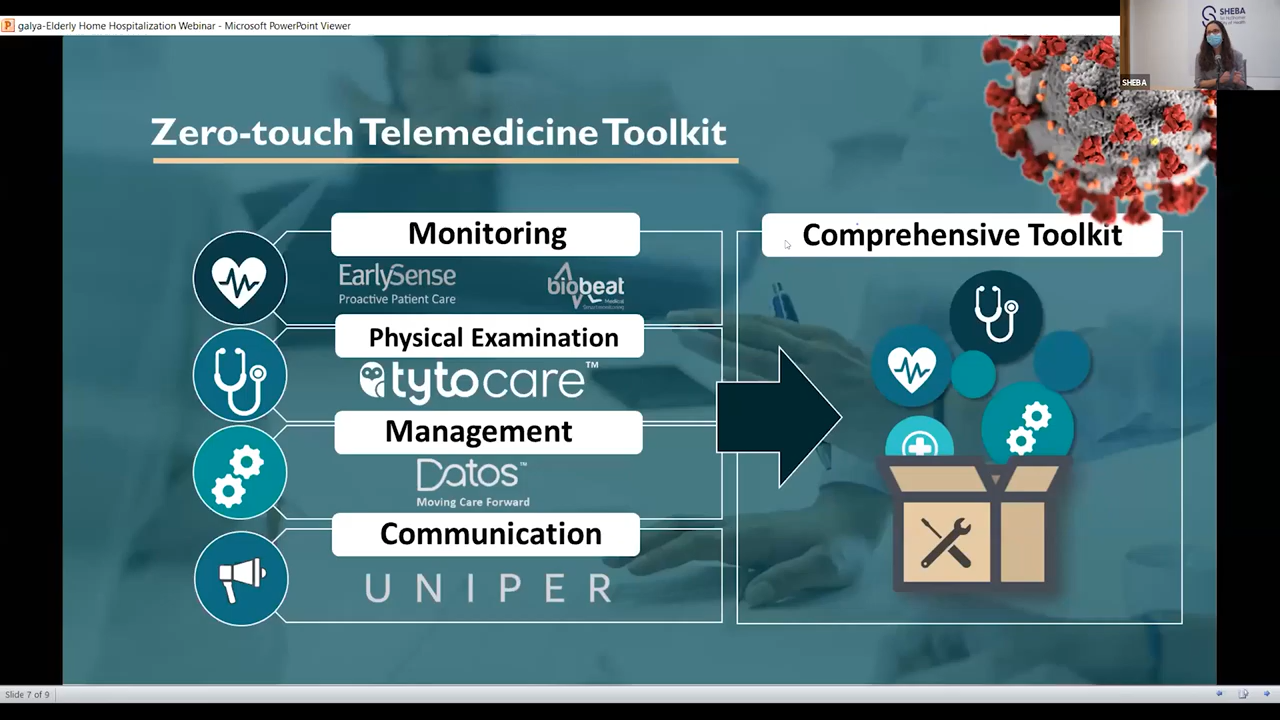 galya-Elderly Home Hospitalization Webinar - Microsoft PowerPoint Viewer
SHEBA
SHEBA
Zero-touch Telemedicine Toolkit
Monitoring
EarlySense
Proactive Patient Care
biobeat
Medical
Physical Examination
tytocare™
Management
Datos™
Moving Care Forward
Communication
UNIPER
Comprehensive Toolkit
Slide 7 of 9